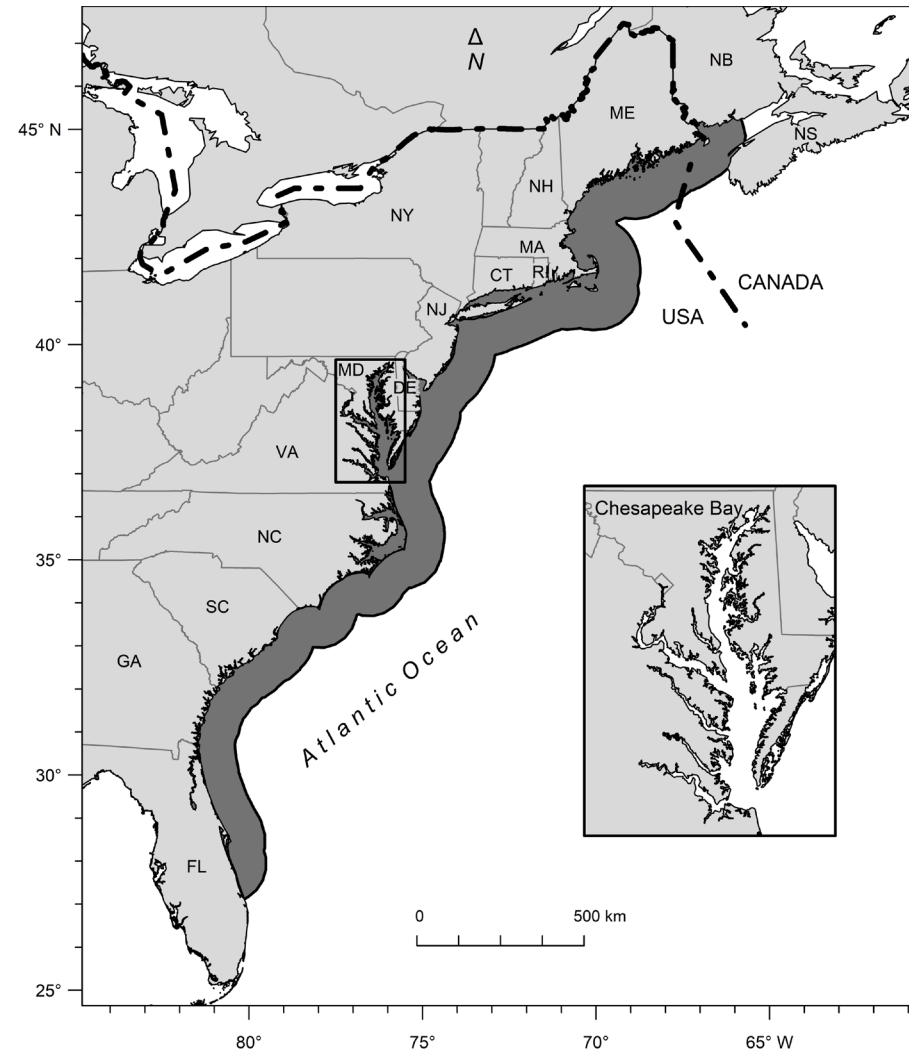 Δ
N
NB
45° N
ME
NS
NH
NY
MA
CT
RI
CANADA
NJ
USA
40°
MD
DE
VA
Chesapeake Bay
NC
35°
SC
GA
Atlantic Ocean
30°
FL
0
500 km
25°
80°
75°
70°
65° W